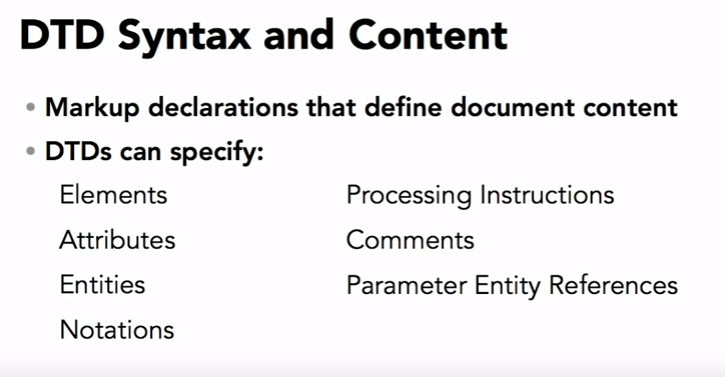 DTD Syntax and Content
• Markup declarations that define document content
• DTDs can specify:
Elements
Attributes
Entities
Notations
Processing Instructions
Comments
Parameter Entity References